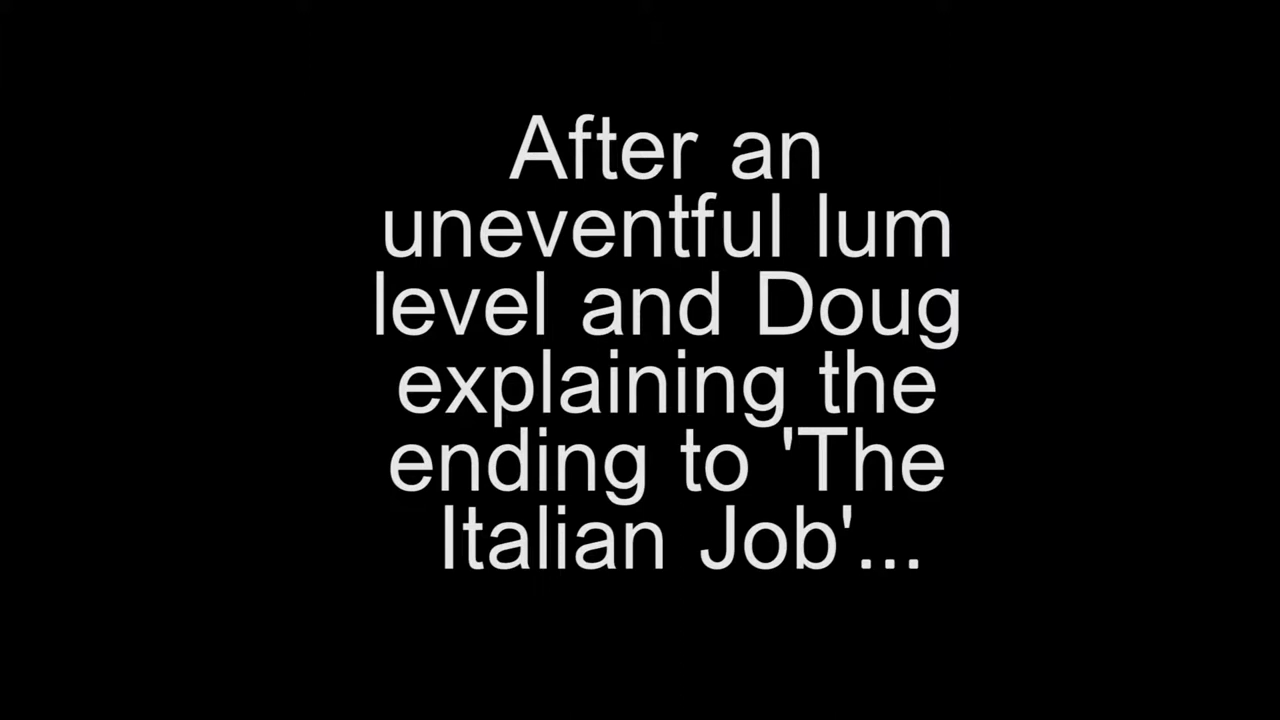 After an
uneventful lum
level and Doug
explaining the
ending to 'The
Italian Job'...